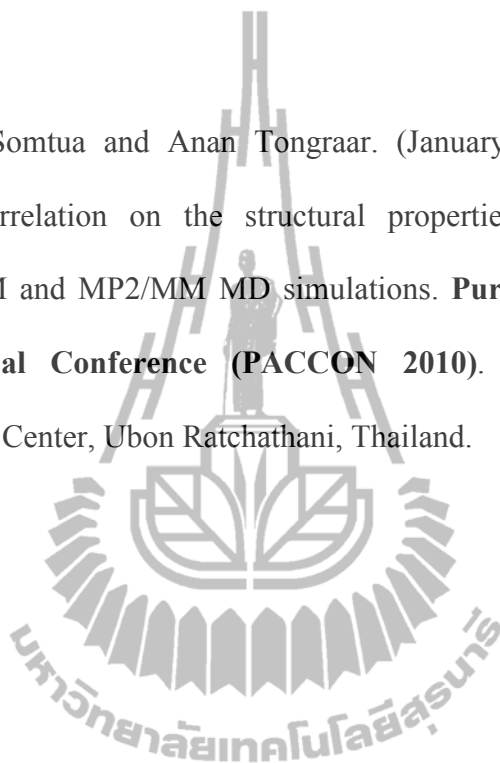 Somtua and Anan Tongraar. (January
rrelation on the structural propertie
M and MP2/MM MD simulations. Pur
al Conference (PACCON 2010).
Center, Ubon Ratchathani, Thailand.
มหาวิทยาลัยเทคโนโลยีสุรนารี